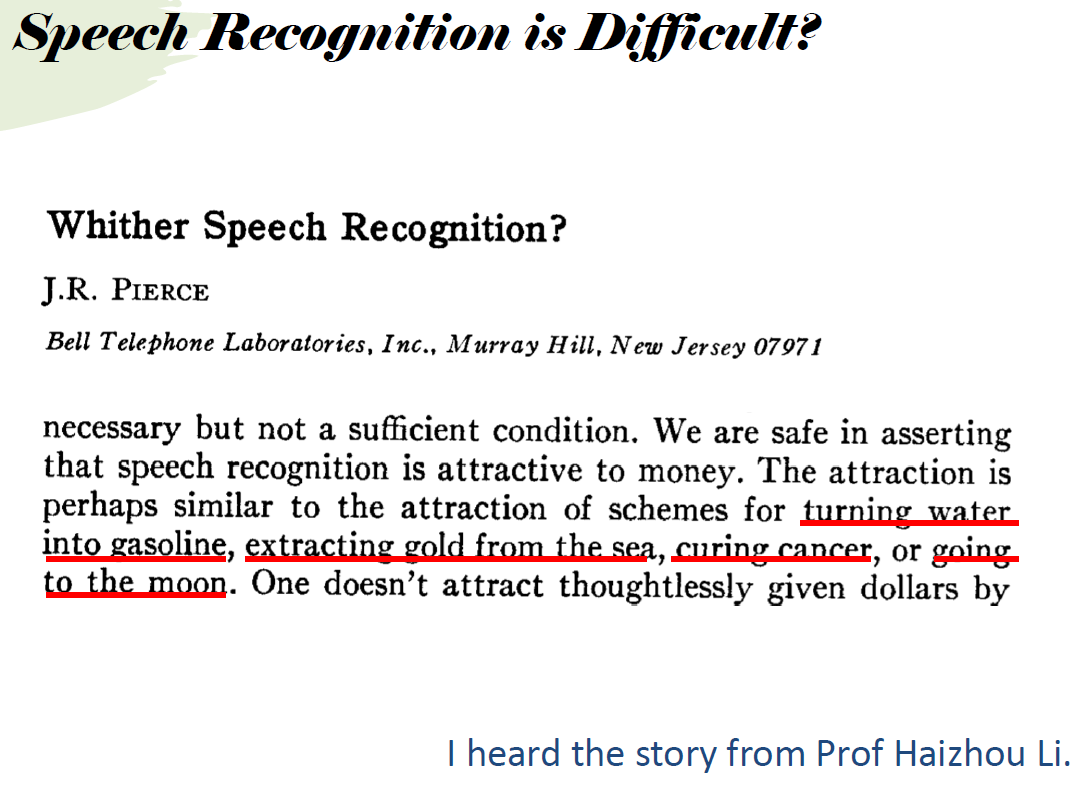 Speech Recognition is Difficult?
Whither Speech Recognition?
J.R. PIERCE
Bell Telephone Laboratories, Inc., Murray Hill, New Jersey 07971
necessary but not a sufficient condition. We are safe in asserting
that speech recognition is attractive to money. The attraction is
perhaps similar to the attraction of schemes for turning water
into gasoline, extracting gold from the sea, curing cancer, or going
to the moon. One doesn't attract thoughtlessly given dollars by
I heard the story from Prof Haizhou Li.